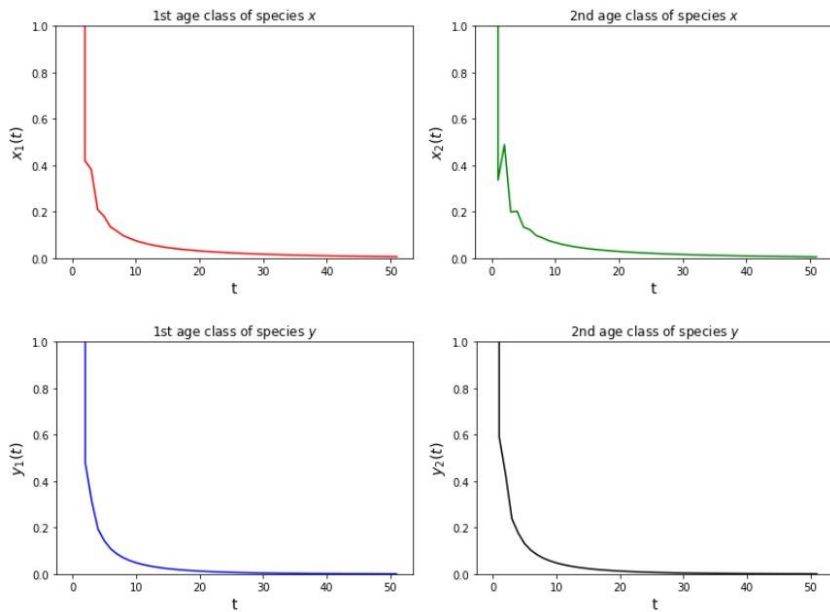 1st age class of species x
1.0
0.8
0.6
0.4
0.2
0.0
x₁(t)
0 10 20 30 40 50
t
2nd age class of species x
1.0
0.8
0.6
0.4
0.2
0.0
x₂(t)
0 10 20 30 40 50
t
1st age class of species y
1.0
0.8
0.6
0.4
0.2
0.0
y₁(t)
0 10 20 30 40 50
t
2nd age class of species y
1.0
0.8
0.6
0.4
0.2
0.0
y₂(t)
0 10 20 30 40 50
t